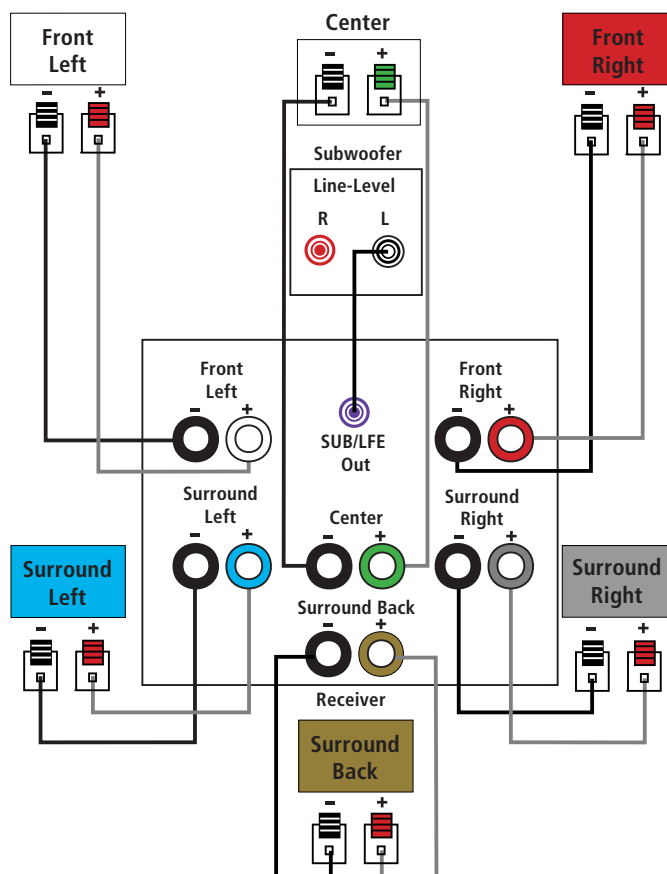 Front
Left
- +
Center
- +
Front
Right
- +
Subwoofer
Line-Level
R L
Front
Left
- +
SUB/LFE
Out
Front
Right
- +
Surround
Left
- +
Center
- +
Surround
Right
- +
Surround
Left
- +
Surround
Right
- +
Surround Back
- +
Receiver
Surround
Back
- +